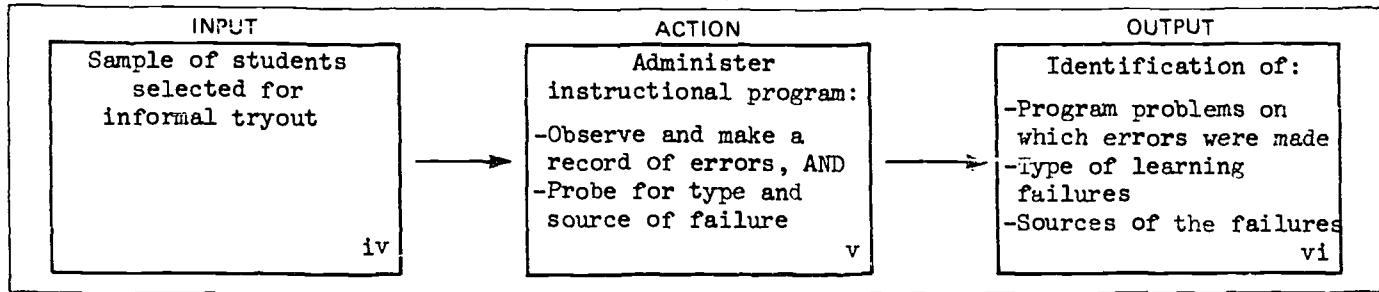 INPUT
Sample of students
selected for
informal tryout
iv
ACTION
Administer
instructional program:
-Observe and make a
record of errors, AND
-Probe for type and
source of failure
v
OUTPUT
Identification of:
-Program problems on
which errors were made
-Type of learning
failures
-Sources of the failures
vi